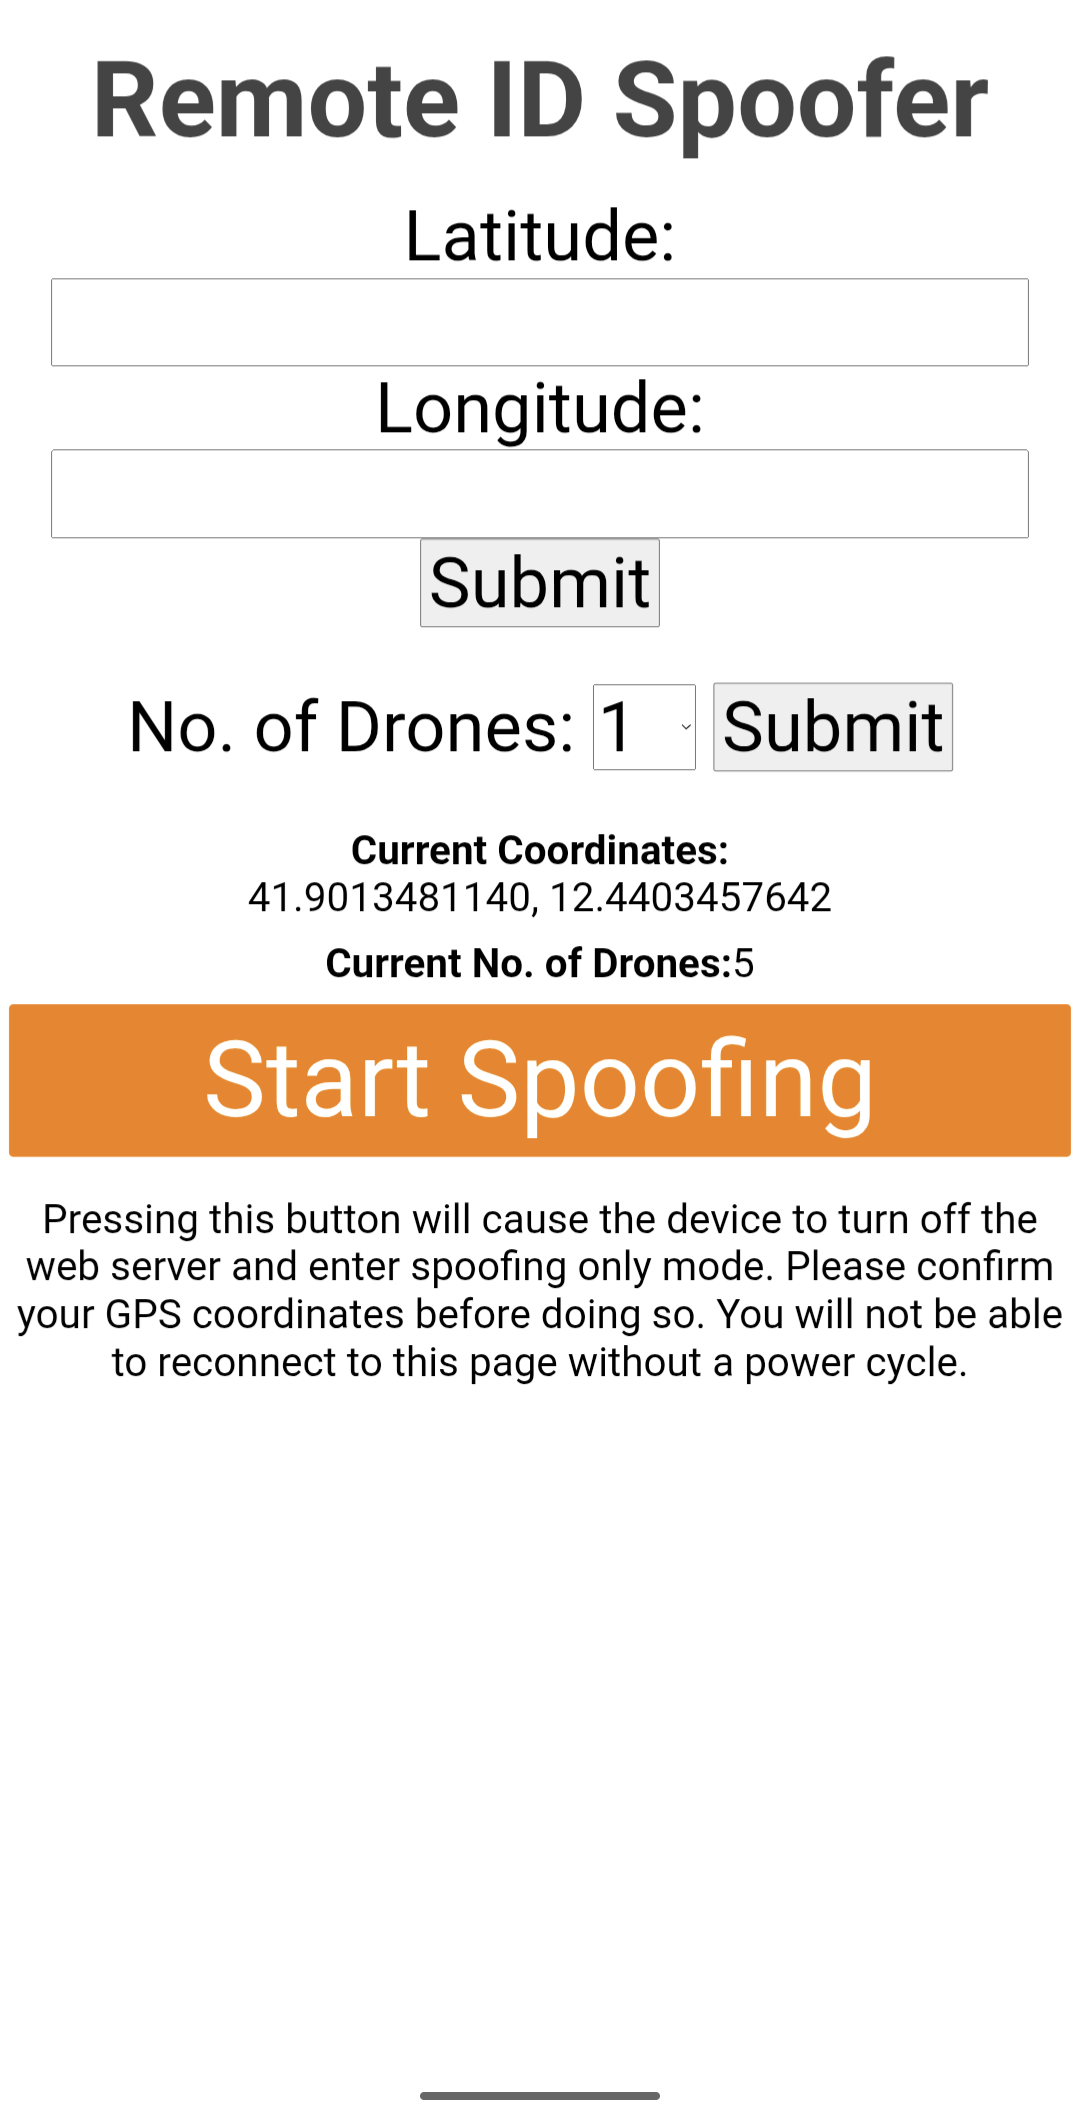 Remote ID Spoofer
Latitude:
Longitude:
Submit
No. of Drones: 1 Submit
Current Coordinates:
41.9013481140, 12.4403457642
Current No. of Drones:5
Start Spoofing
Pressing this button will cause the device to turn off the
web server and enter spoofing only mode. Please confirm
your GPS coordinates before doing so. You will not be able
to reconnect to this page without a power cycle.